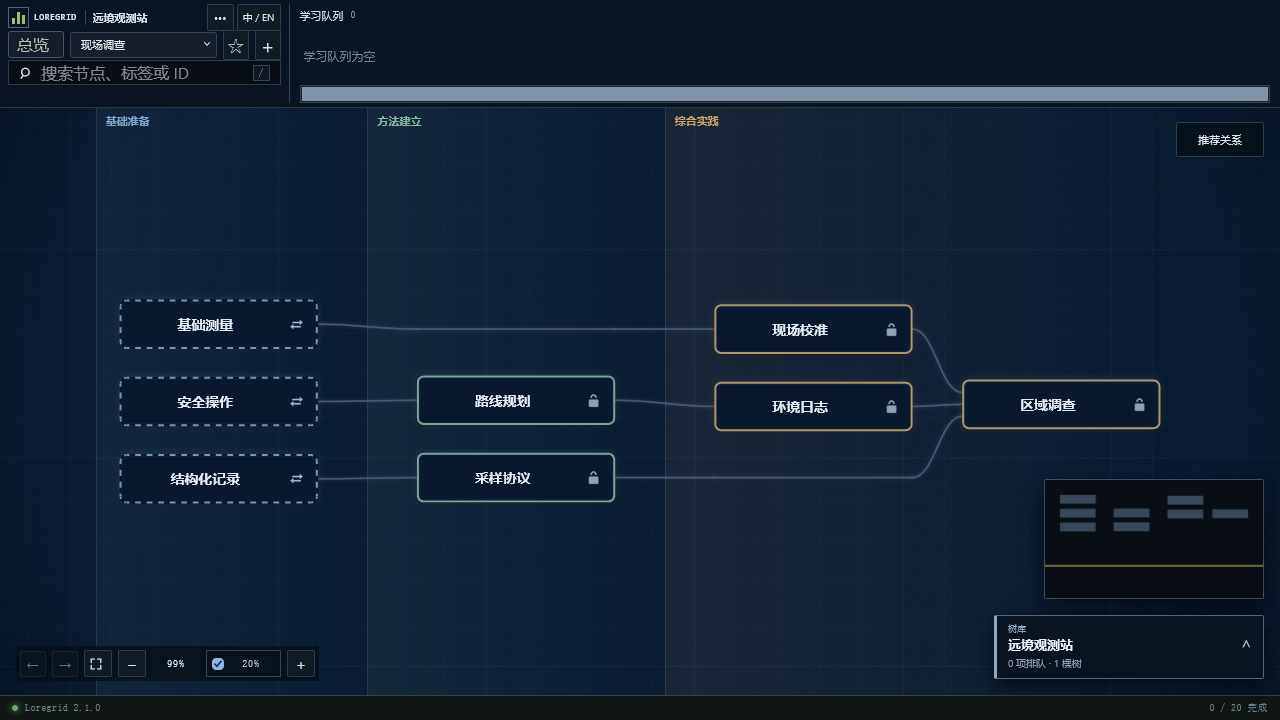 LOREGRID 远境观测站 ••• 中 / EN
总览 现场调查 ☆ +
搜索节点、标签或 ID /
学习队列 0
学习队列为空
基础准备
方法建立
综合实践
推荐关系
基础测量
安全操作
结构化记录
路线规划
采样协议
现场校准
环境日志
区域调查
树库
远境观测站
0 项排队 · 1 棵树
← → − 99% 20% +
Loregrid 2.1.0
0 / 20 完成